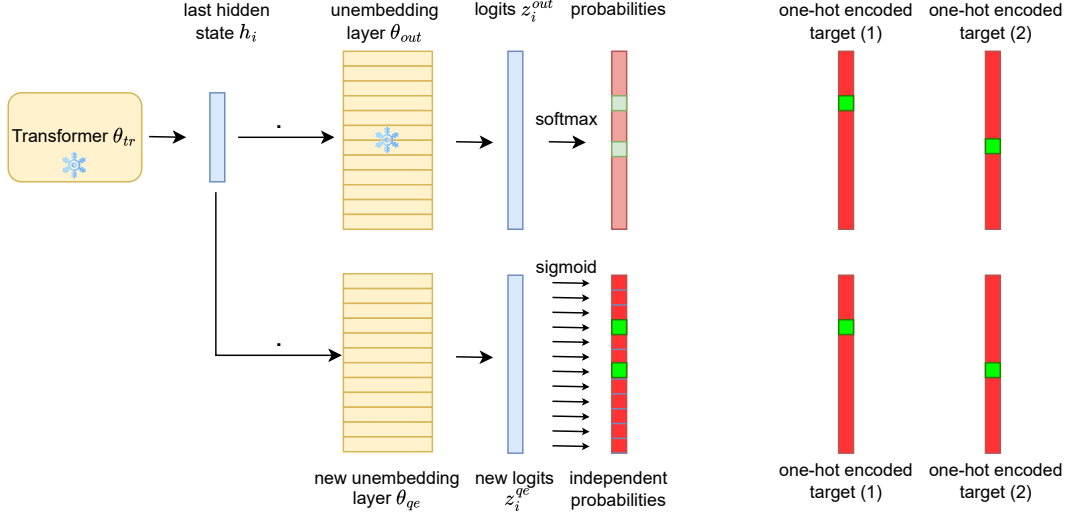 last hidden
state h_i
unembedding
layer θ_out
logits z_i^out
probabilities
one-hot encoded
target (1)
one-hot encoded
target (2)
Transformer θ_tr
.
softmax
sigmoid
.
new unembedding
layer θ_qe
new logits
z_i^qe
independent
probabilities
one-hot encoded
target (1)
one-hot encoded
target (2)